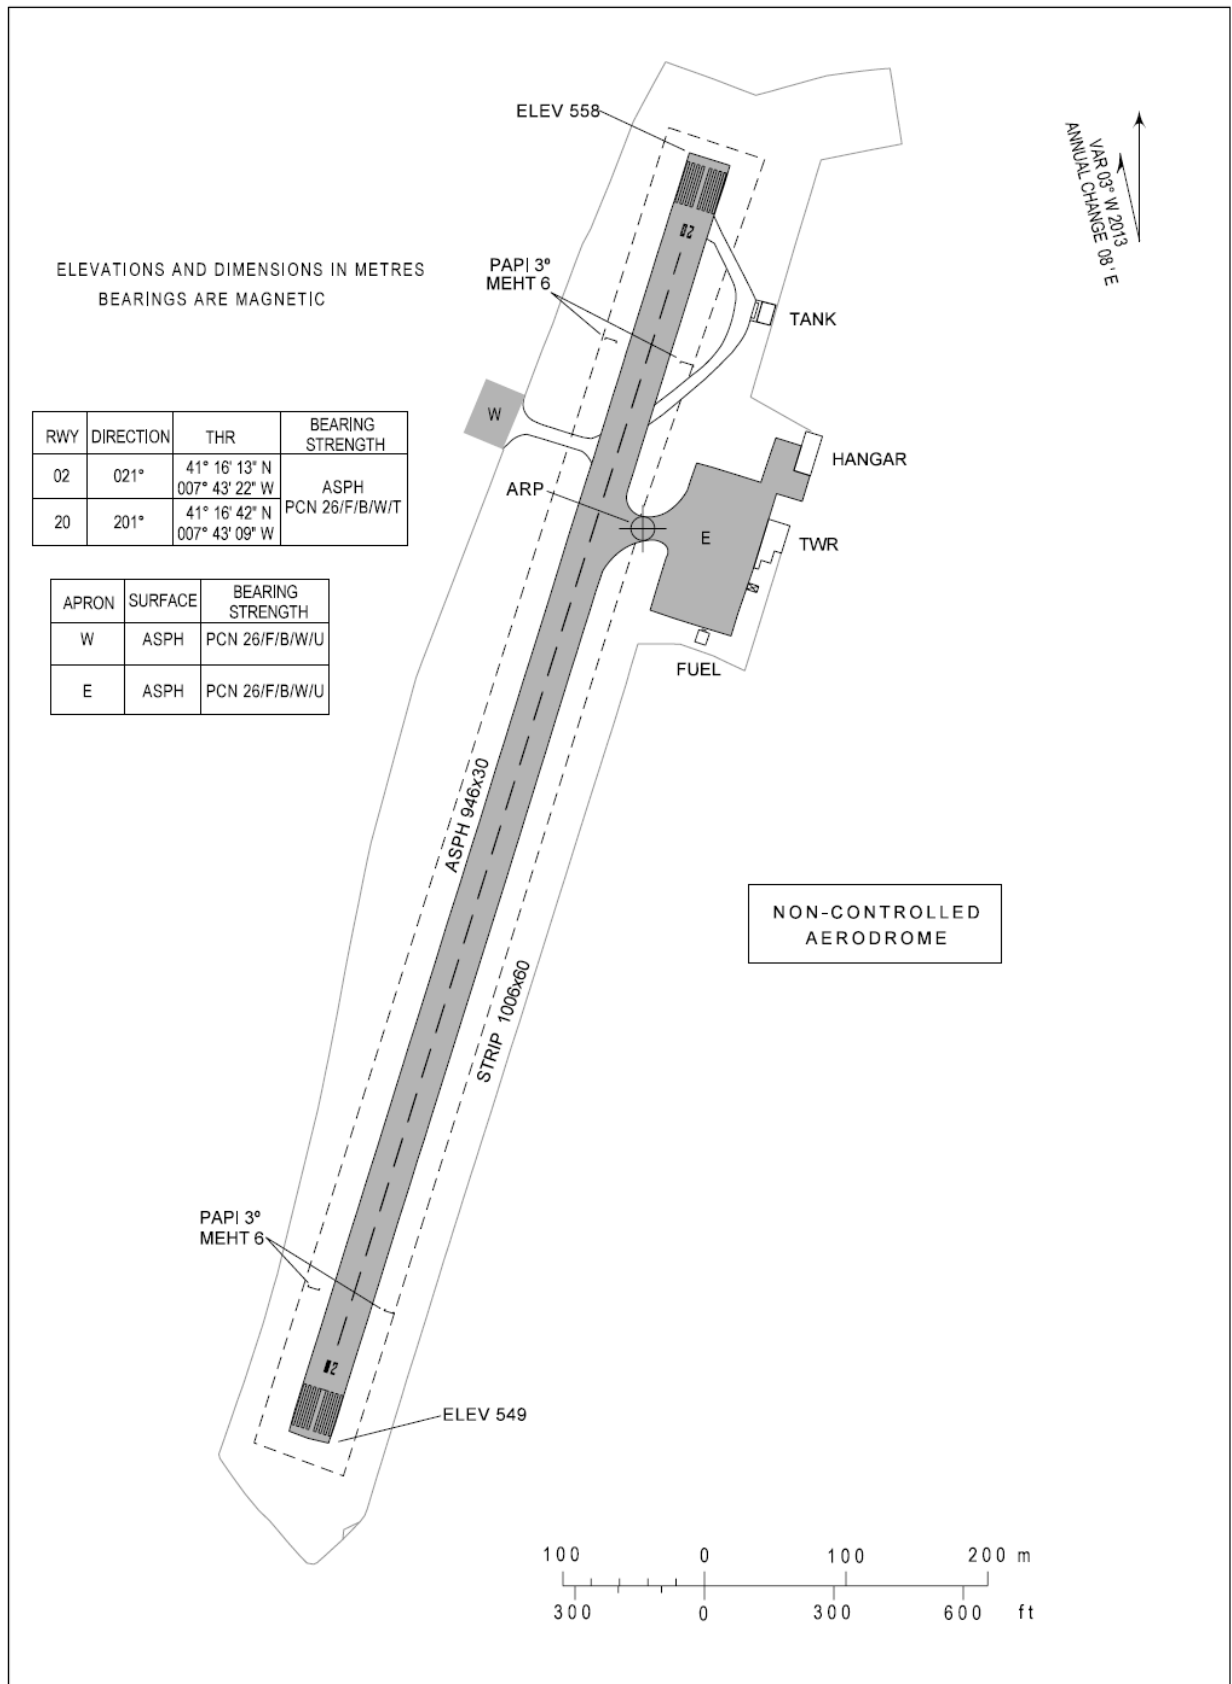 ELEV 558
VAR 03° W 2013
ANNUAL CHANGE 08' E
02
ELEVATIONS AND DIMENSIONS IN METRES
BEARINGS ARE MAGNETIC
PAPI 3º
MEHT 6
TANK
RWY DIRECTION THR BEARING STRENGTH
02 021° 41° 16' 13" N 007° 43' 22" W ASPH PCN 26/F/B/W/T
20 201° 41° 16' 42" N 007° 43' 09" W
W
HANGAR
ARP
E
TWR
APRON SURFACE BEARING STRENGTH
W ASPH PCN 26/F/B/W/U
E ASPH PCN 26/F/B/W/U
FUEL
ASPH 946x30
STRIP 1006x60
NON-CONTROLLED
AERODROME
PAPI 3º
MEHT 6
02
ELEV 549
100 0 100 200 m
300 0 300 600 ft